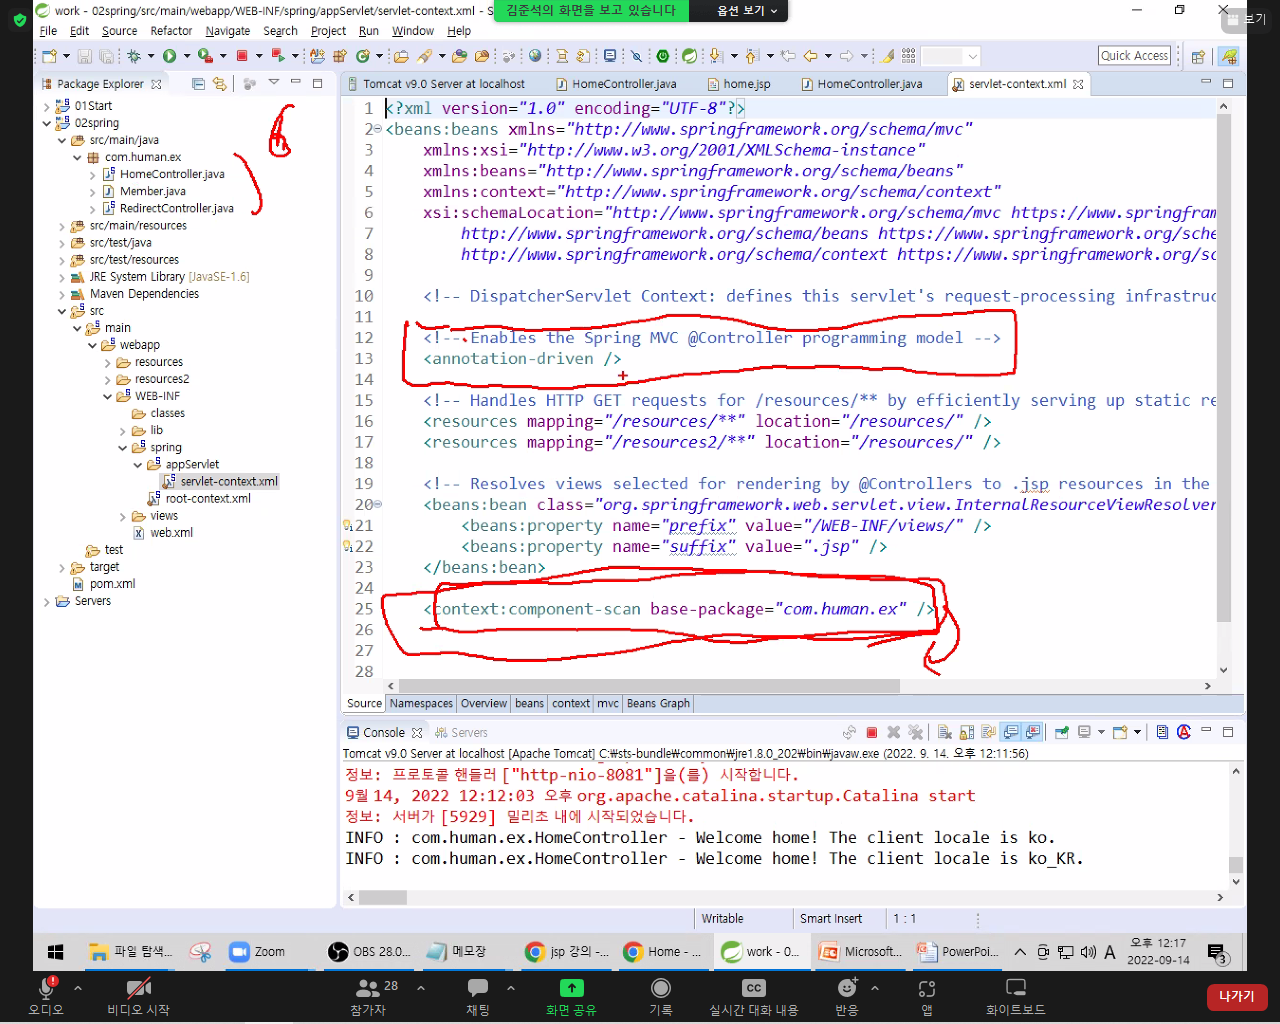 김준석의 화면을 보고 있습니다
옵션 보기
보기
work - 02spring/src/main/webapp/WEB-INF/spring/appServlet/servlet-context.xml - S
File Edit Source Refactor Navigate Search Project Run Window Help
Quick Access
Package Explorer
01Start
02spring
src/main/java
com.human.ex
HomeController.java
Member.java
RedirectController.java
src/main/resources
src/test/java
src/test/resources
JRE System Library [JavaSE-1.6]
Maven Dependencies
src
main
webapp
resources
resources2
WEB-INF
classes
lib
spring
appServlet
servlet-context.xml
root-context.xml
views
web.xml
test
target
pom.xml
Servers
Tomcat v9.0 Server at localhost HomeController.java home.jsp HomeController.java servlet-context.xml
1 <?xml version="1.0" encoding="UTF-8"?>
2 <beans:beans xmlns="http://www.springframework.org/schema/mvc"
3 xmlns:xsi="http://www.w3.org/2001/XMLSchema-instance"
4 xmlns:beans="http://www.springframework.org/schema/beans"
5 xmlns:context="http://www.springframework.org/schema/context"
6 xsi:schemaLocation="http://www.springframework.org/schema/mvc https://www.springfram
7 http://www.springframework.org/schema/beans https://www.springframework.org/sche
8 http://www.springframework.org/schema/context https://www.springframework.org/sc
9
10 <!-- DispatcherServlet Context: defines this servlet's request-processing infrastruc
11
12 <!-- Enables the Spring MVC @Controller programming model -->
13 <annotation-driven />
14
15 <!-- Handles HTTP GET requests for /resources/** by efficiently serving up static re
16 <resources mapping="/resources/**" location="/resources/" />
17 <resources mapping="/resources2/**" location="/resources/" />
18
19 <!-- Resolves views selected for rendering by @Controllers to .jsp resources in the
20 <beans:bean class="org.springframework.web.servlet.view.InternalResourceViewResolver
21 <beans:property name="prefix" value="/WEB-INF/views/" />
22 <beans:property name="suffix" value=".jsp" />
23 </beans:bean>
24
25 <context:component-scan base-package="com.human.ex" />
26
27
28
Source Namespaces Overview beans context mvc Beans Graph
Console Servers
Tomcat v9.0 Server at localhost [Apache Tomcat] C:₩sts-bundle₩common₩jre1.8.0_202₩bin₩javaw.exe (2022. 9. 14. 오후 12:11:56)
정보: 프로토콜 핸들러 ["http-nio-8081"]을(를) 시작합니다.
9월 14, 2022 12:12:03 오후 org.apache.catalina.startup.Catalina start
정보: 서버가 [5929] 밀리초 내에 시작되었습니다.
INFO : com.human.ex.HomeController - Welcome home! The client locale is ko.
INFO : com.human.ex.HomeController - Welcome home! The client locale is ko_KR.
Writable Smart Insert 1 : 1
파일 탐색... Zoom OBS 28.0... 메모장 jsp 강의 -... Home - ... work - 0... Microsoft... PowerPoi... A 오후 12:17
2022-09-14 3
오디오 비디오 시작 28 참가자 채팅 화면 공유 기록 CC 실시간 대화 내용 반응 앱 화이트보드 나가기